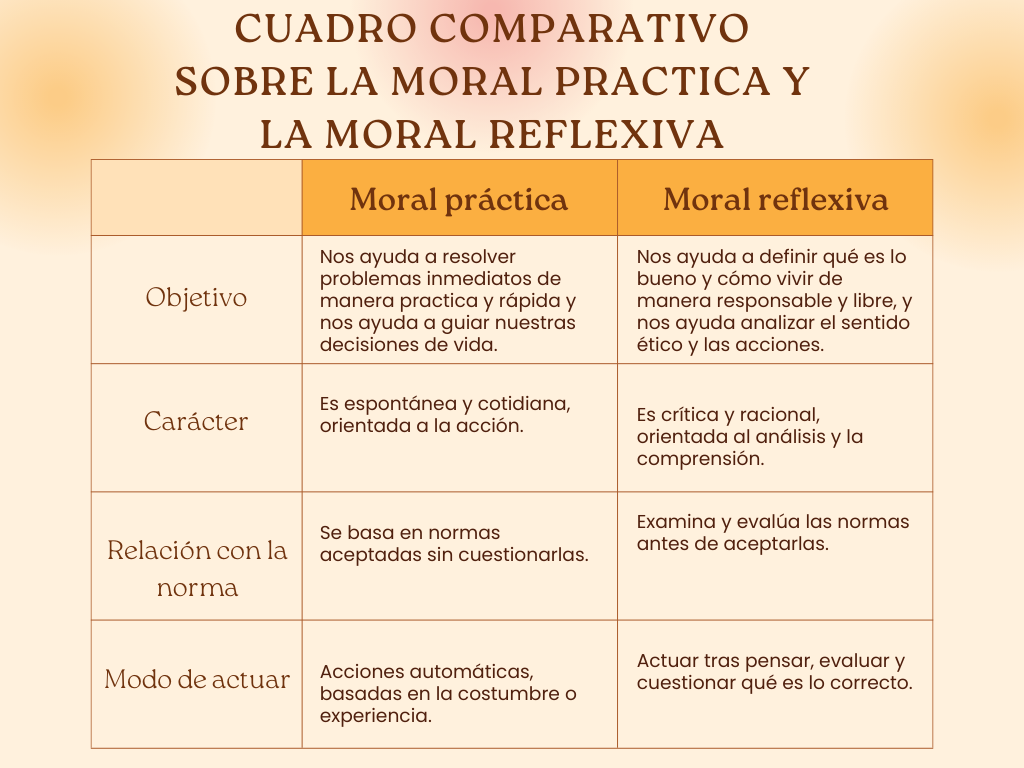 CUADRO COMPARATIVO
SOBRE LA MORAL PRACTICA Y
LA MORAL REFLEXIVA
Moral práctica
Moral reflexiva
Objetivo
Nos ayuda a resolver
problemas inmediatos de
manera practica y rápida y
nos ayuda a guiar nuestras
decisiones de vida.
Nos ayuda a definir qué es lo
bueno y cómo vivir de
manera responsable y libre, y
nos ayuda analizar el sentido
ético y las acciones.
Carácter
Es espontánea y cotidiana,
orientada a la acción.
Es crítica y racional,
orientada al análisis y la
comprensión.
Relación con la
norma
Se basa en normas
aceptadas sin cuestionarlas.
Examina y evalúa las normas
antes de aceptarlas.
Modo de actuar
Acciones automáticas,
basadas en la costumbre o
experiencia.
Actuar tras pensar, evaluar y
cuestionar qué es lo correcto.